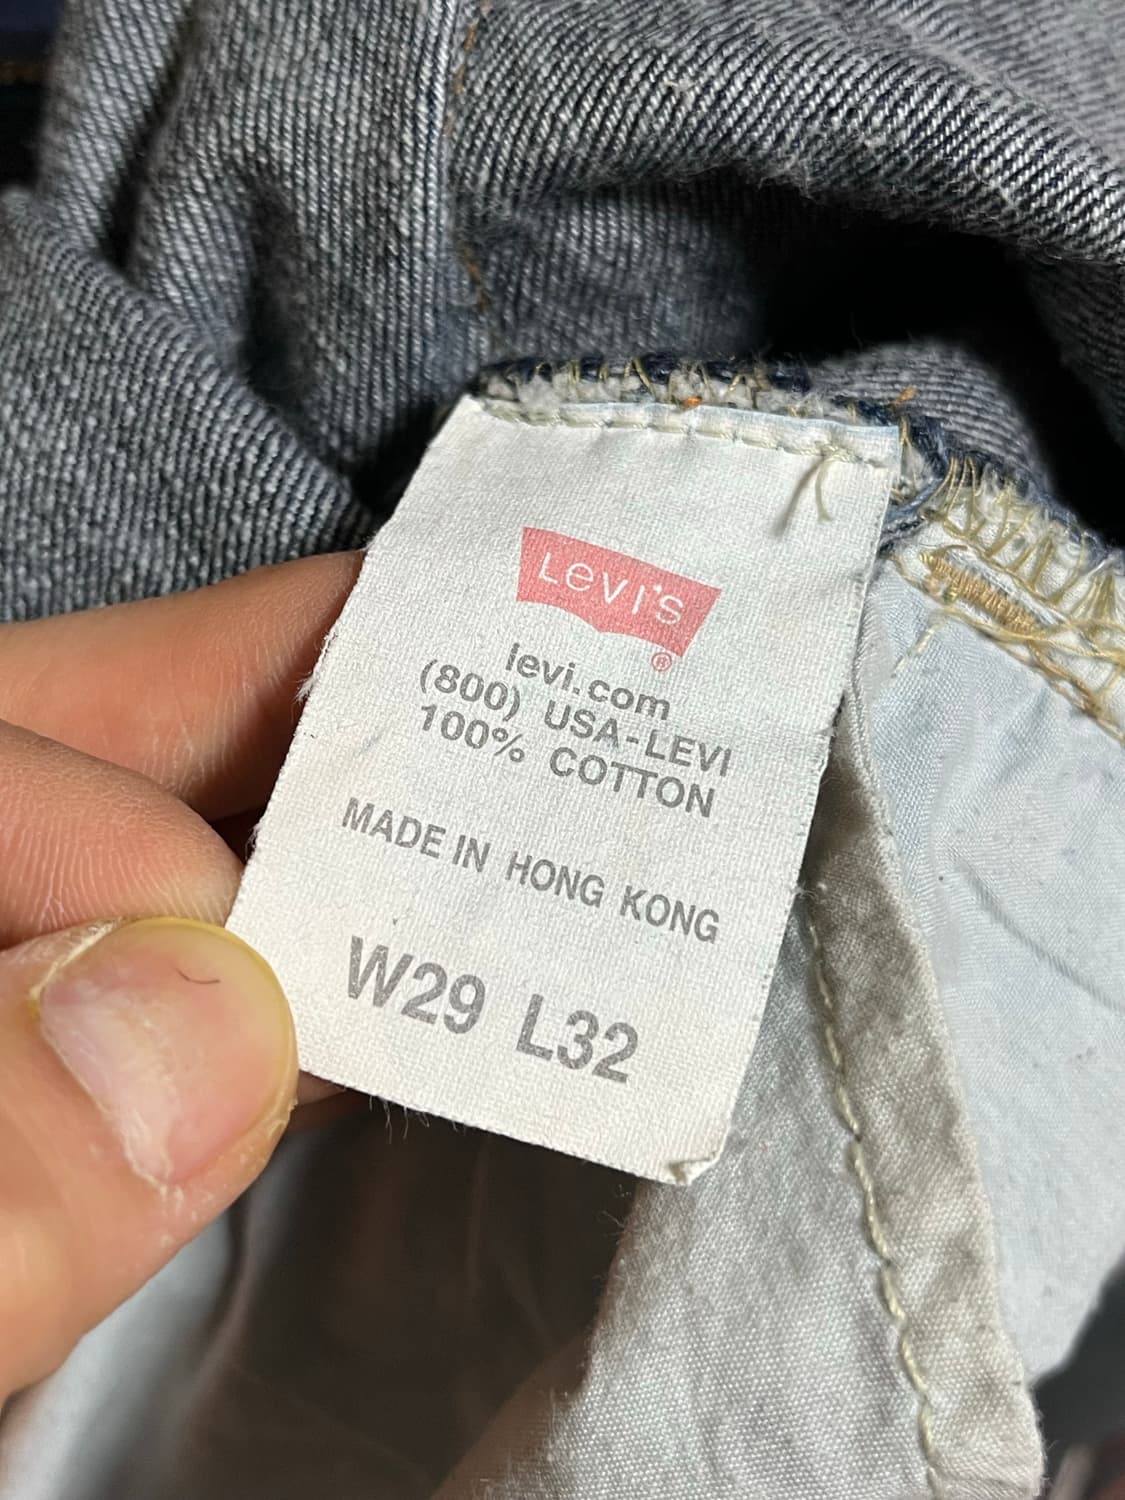 LEVI'S
®
levi.com
(800) USA-LEVI
100% COTTON
MADE IN HONG KONG
W29 L32